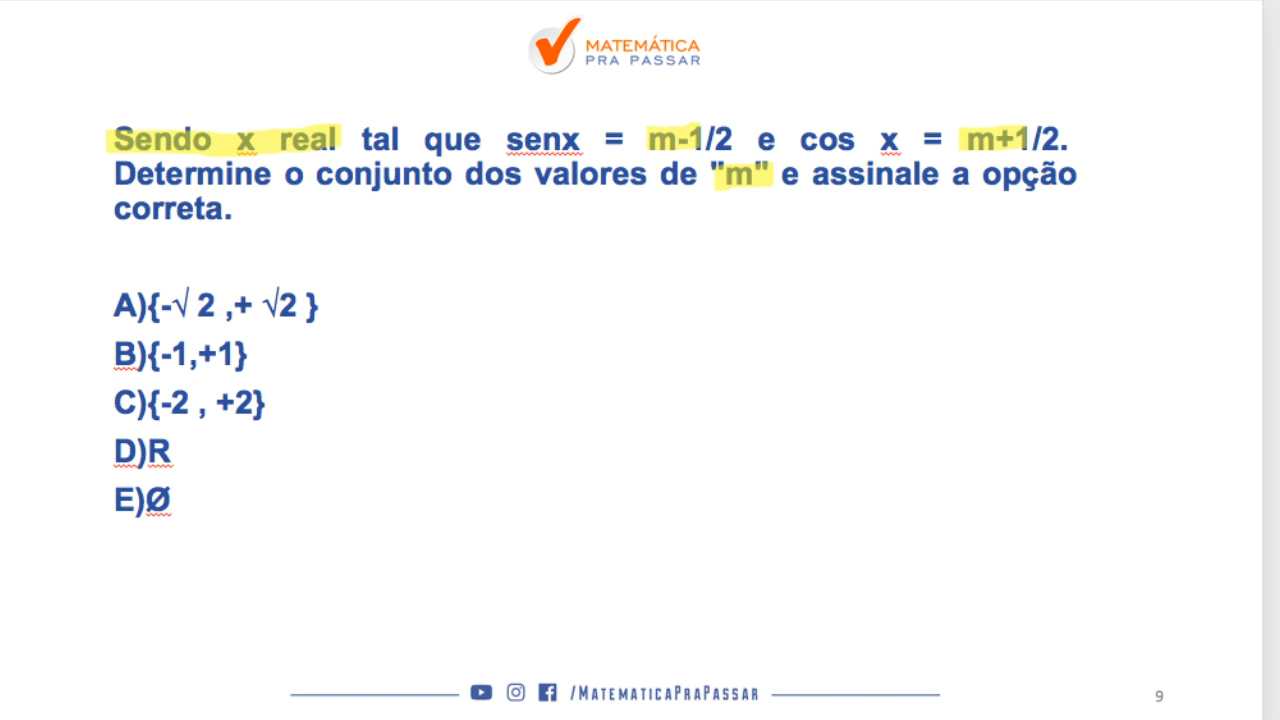 MATEMÁTICA
PRA PASSAR
Sendo x real tal que senx = m-1/2 e cos x = m+1/2.
Determine o conjunto dos valores de "m" e assinale a opção
correta.
A){-√ 2 ,+ √2 }
B){-1,+1}
C){-2 , +2}
D)R
E)Ø
/MATEMATICAPRAPASSAR
9